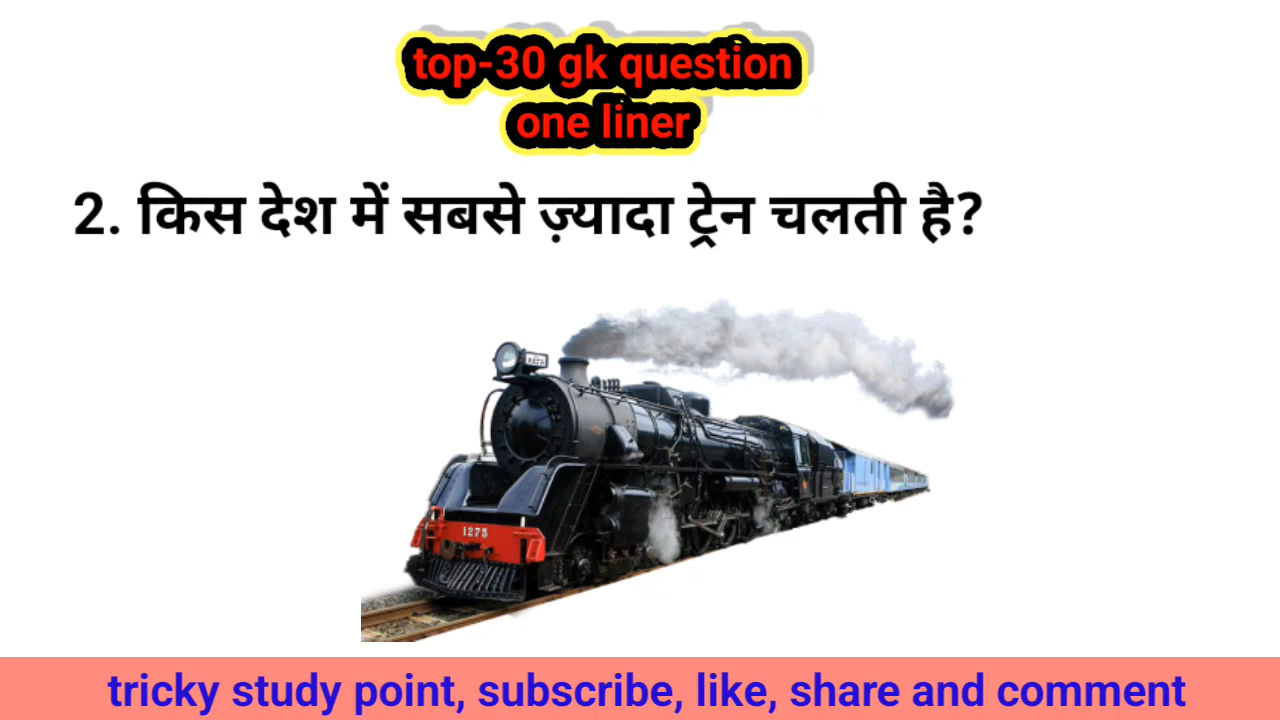 top-30 gk question
one liner
2. किस देश में सबसे ज़्यादा ट्रेन चलती है?
1275
tricky study point, subscribe, like, share and comment